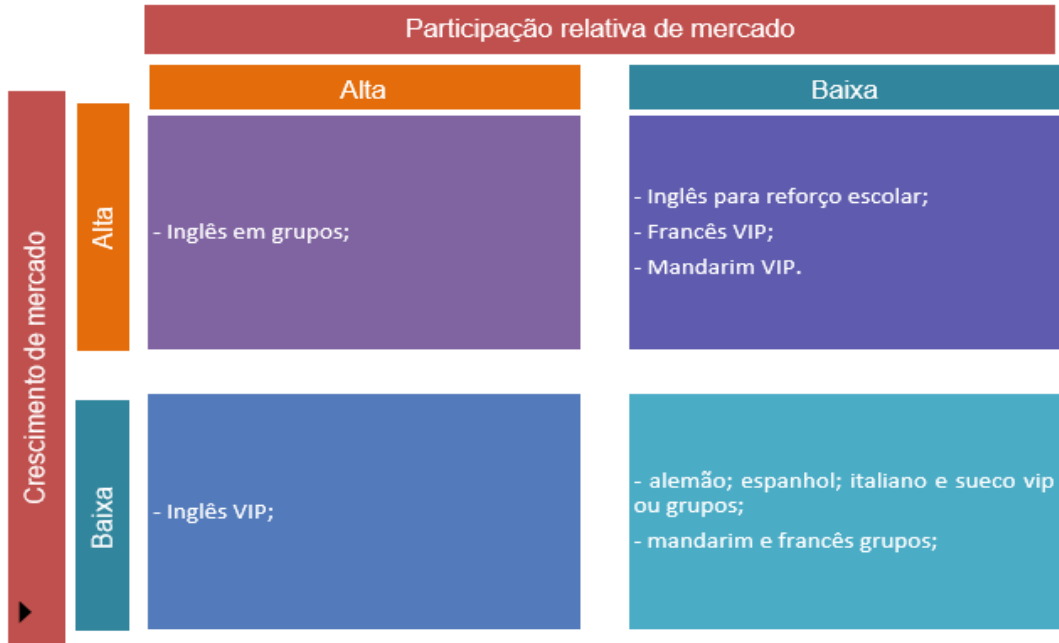 Participação relativa de mercado
Alta
Baixa
Crescimento de mercado
Alta
- Inglês em grupos;
- Inglês para reforço escolar;
- Francês VIP;
- Mandarim VIP.
Baixa
- Inglês VIP;
- alemão; espanhol; italiano e sueco vip
ou grupos;
- mandarim e francês grupos;